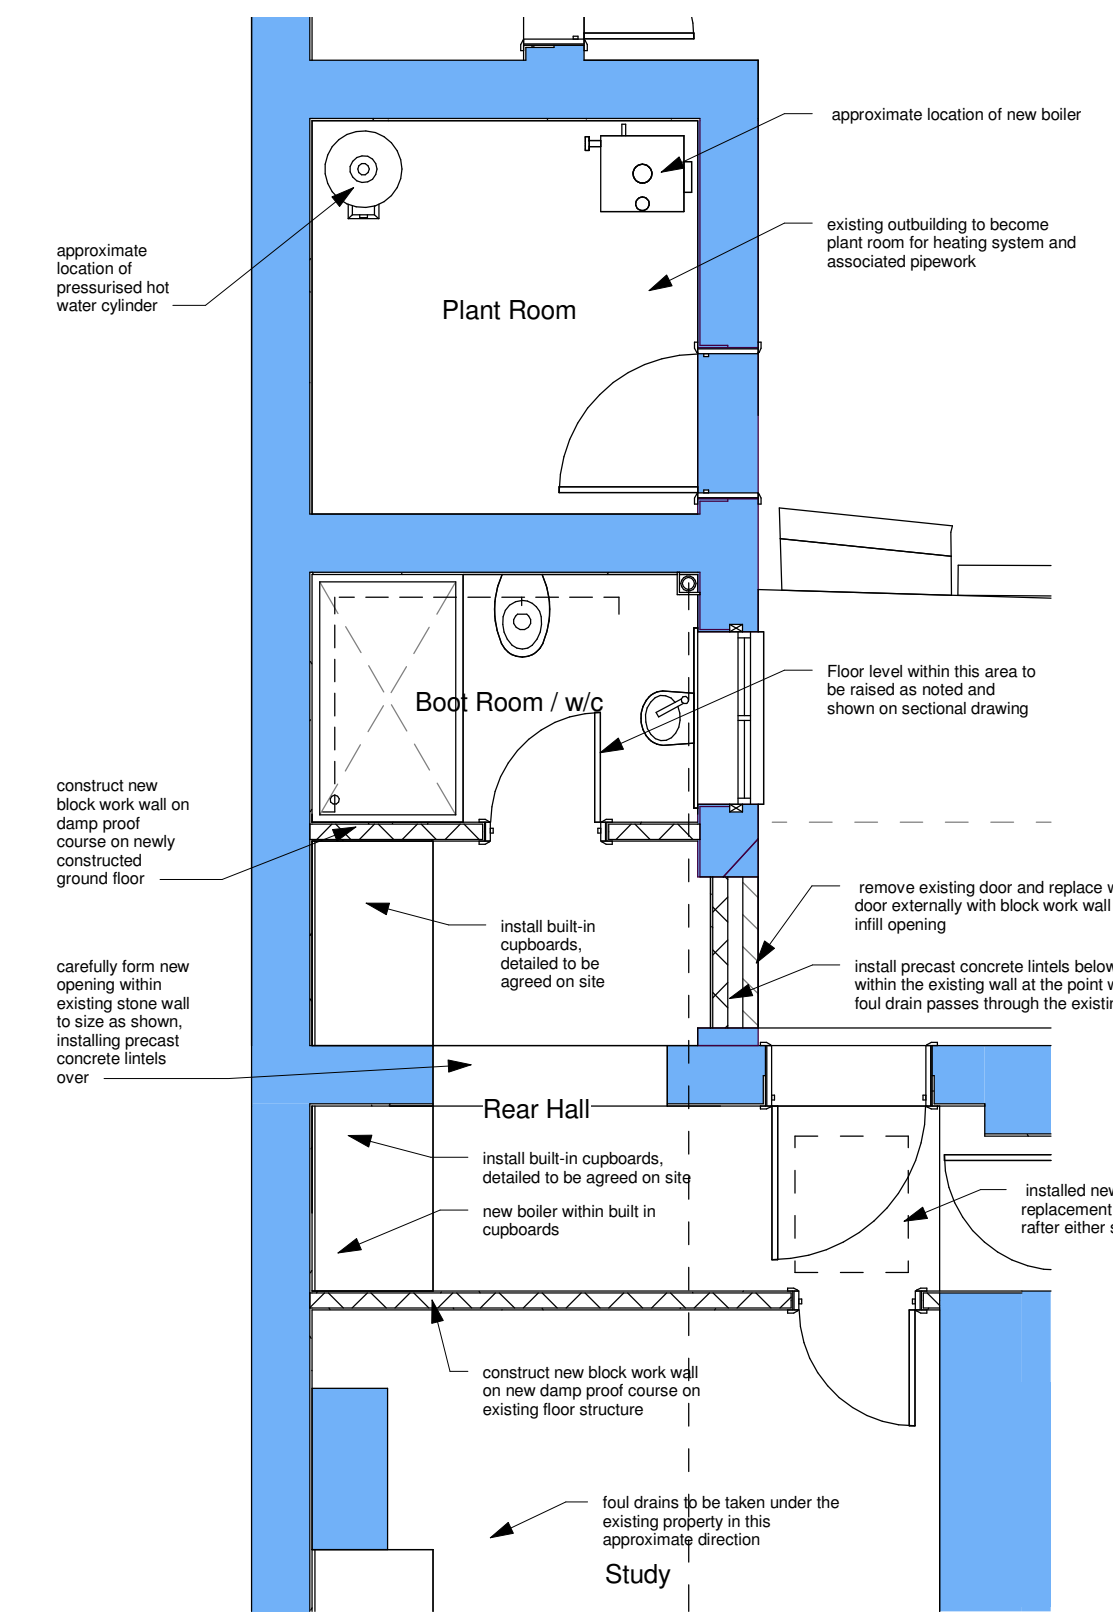 approximate location of new boiler
existing outbuilding to become
plant room for heating system and
associated pipework
approximate
location of
pressurised hot
water cylinder
Plant Room
Floor level within this area to
be raised as noted and
shown on sectional drawing
Boot Room / w/c
construct new
block work wall on
damp proof
course on newly
constructed
ground floor
remove existing door and replace
door externally with block work wall
infill opening
install built-in
cupboards,
detailed to be
agreed on site
carefully form new
opening within
existing stone wall
to size as shown,
installing precast
concrete lintels
over
install precast concrete lintels below
within the existing wall at the point
foul drain passes through the
Rear Hall
install built-in cupboards,
detailed to be agreed on site
new boiler within built in
cupboards
installed
replacement
rafter either
construct new block work wall
on new damp proof course on
existing floor structure
foul drains to be taken under the
existing property in this
approximate direction
Study